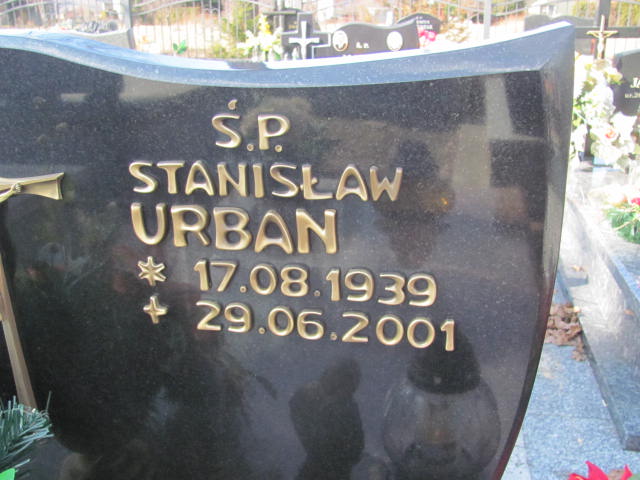 Ś.P.
STANISŁAW
URBAN
* 17.08.1939
+ 29.06.2001